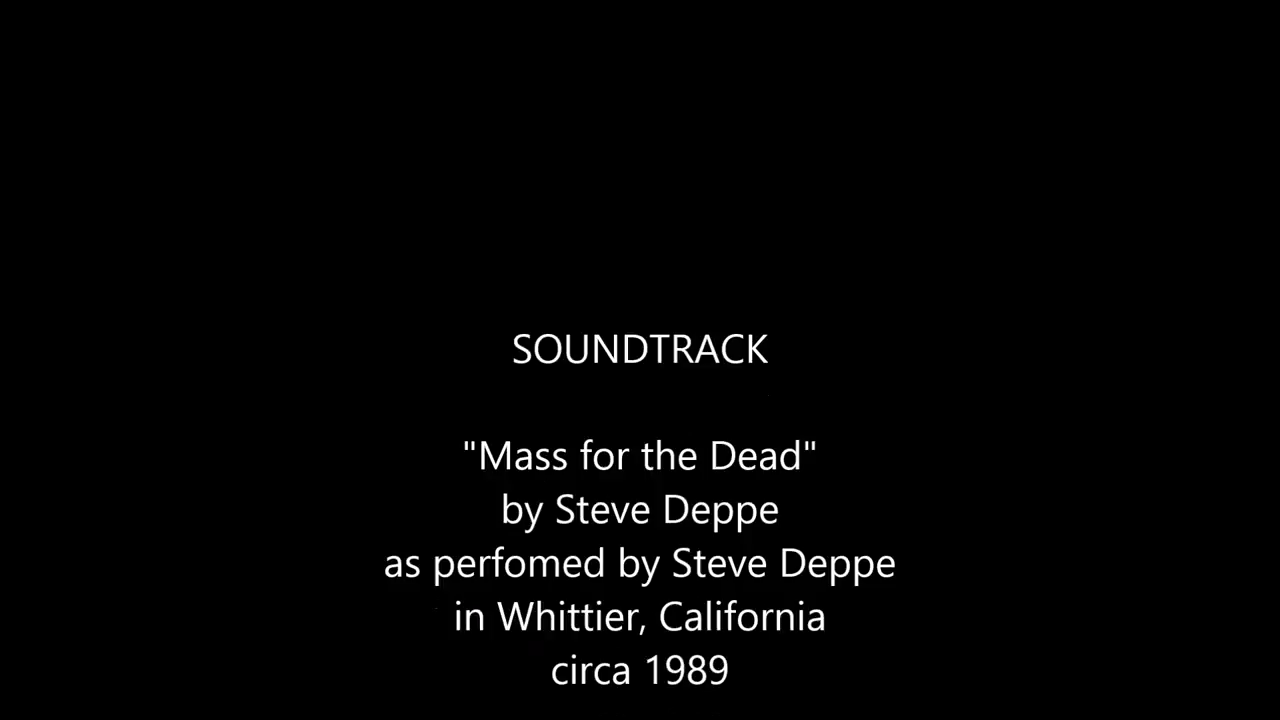 SOUNDTRACK
"Mass for the Dead"
by Steve Deppe
as perfomed by Steve Deppe
in Whittier, California
circa 1989